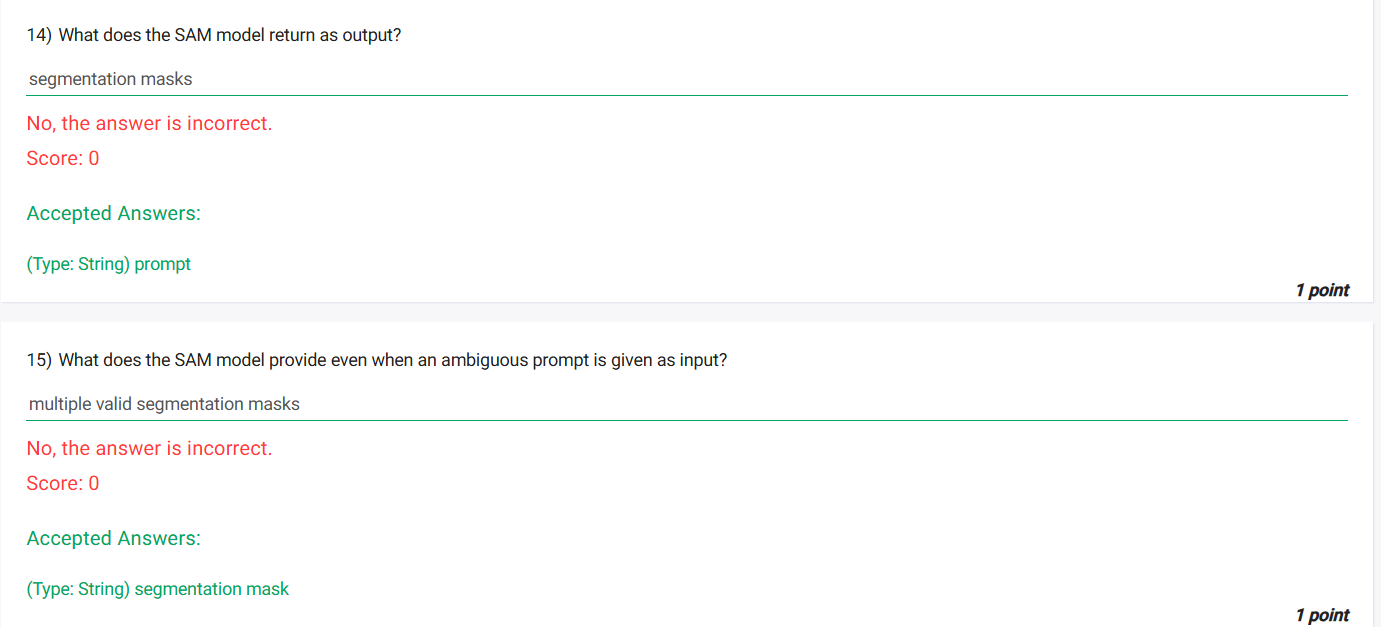 14) What does the SAM model return as output?
segmentation masks
No, the answer is incorrect.
Score: 0
Accepted Answers:
(Type: String) prompt
1 point
15) What does the SAM model provide even when an ambiguous prompt is given as input?
multiple valid segmentation masks
No, the answer is incorrect.
Score: 0
Accepted Answers:
(Type: String) segmentation mask
1 point